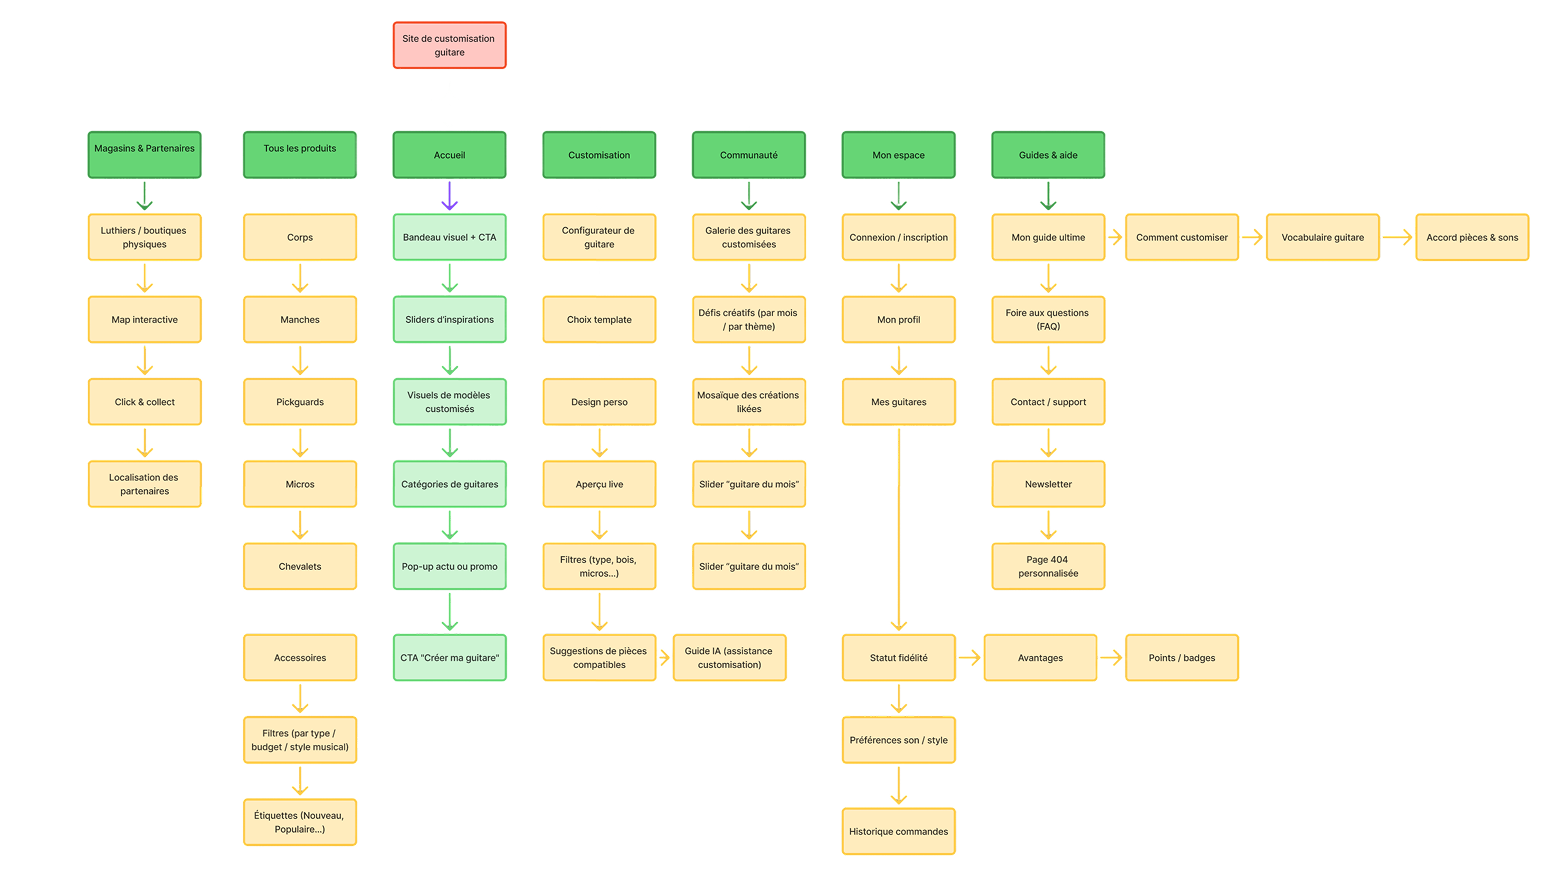 Site de customisation
guitare
Magasins & Partenaires
Tous les produits
Accueil
Customisation
Communauté
Mon espace
Guides & aide
Luthiers / boutiques
physiques
Corps
Bandeau visuel + CTA
Configurateur de
guitare
Galerie des guitares
customisées
Connexion / inscription
Mon guide ultime
Comment customiser
Vocabulaire guitare
Accord pièces & sons
Map interactive
Manches
Sliders d'inspirations
Choix template
Défis créatifs (par mois
/ par thème)
Mon profil
Foire aux questions
(FAQ)
Click & collect
Pickguards
Visuels de modèles
customisés
Design perso
Mosaïque des créations
likées
Mes guitares
Contact / support
Localisation des
partenaires
Micros
Catégories de guitares
Aperçu live
Slider "guitare du mois"
Newsletter
Chevalets
Pop-up actu ou promo
Filtres (type, bois,
micros...)
Slider "guitare du mois"
Page 404
personnalisée
Accessoires
CTA "Créer ma guitare"
Suggestions de pièces
compatibles
Guide IA (assistance
customisation)
Statut fidélité
Avantages
Points / badges
Filtres (par type /
budget / style musical)
Préférences son / style
Étiquettes (Nouveau,
Populaire...)
Historique commandes